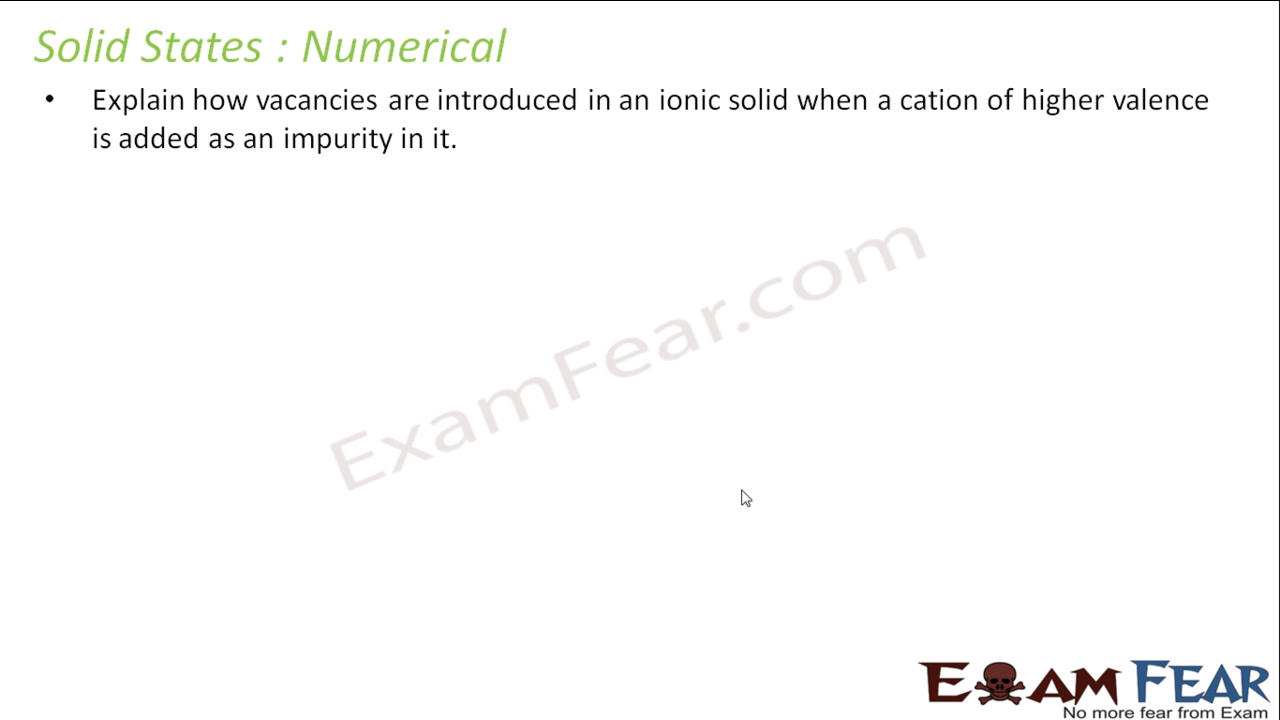 Solid States : Numerical
• Explain how vacancies are introduced in an ionic solid when a cation of higher valence
is added as an impurity in it.
ExamFear.com
EXAM FEAR
No more fear from Exam